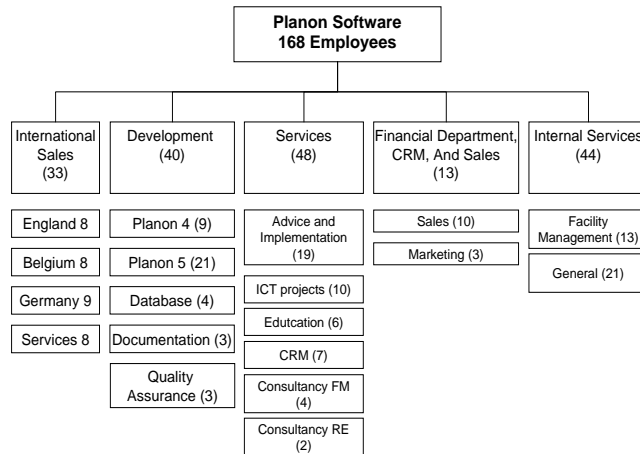 Planon Software
168 Employees
International
Sales
(33)
Development
(40)
Services
(48)
Financial Department,
CRM, And Sales
(13)
Internal Services
(44)
England 8
Belgium 8
Germany 9
Services 8
Planon 4 (9)
Planon 5 (21)
Database (4)
Documentation (3)
Quality
Assurance (3)
Advice and
Implementation
(19)
ICT projects (10)
Edutcation (6)
CRM (7)
Consultancy FM
(4)
Consultancy RE
(2)
Sales (10)
Marketing (3)
Facility
Management (13)
General (21)